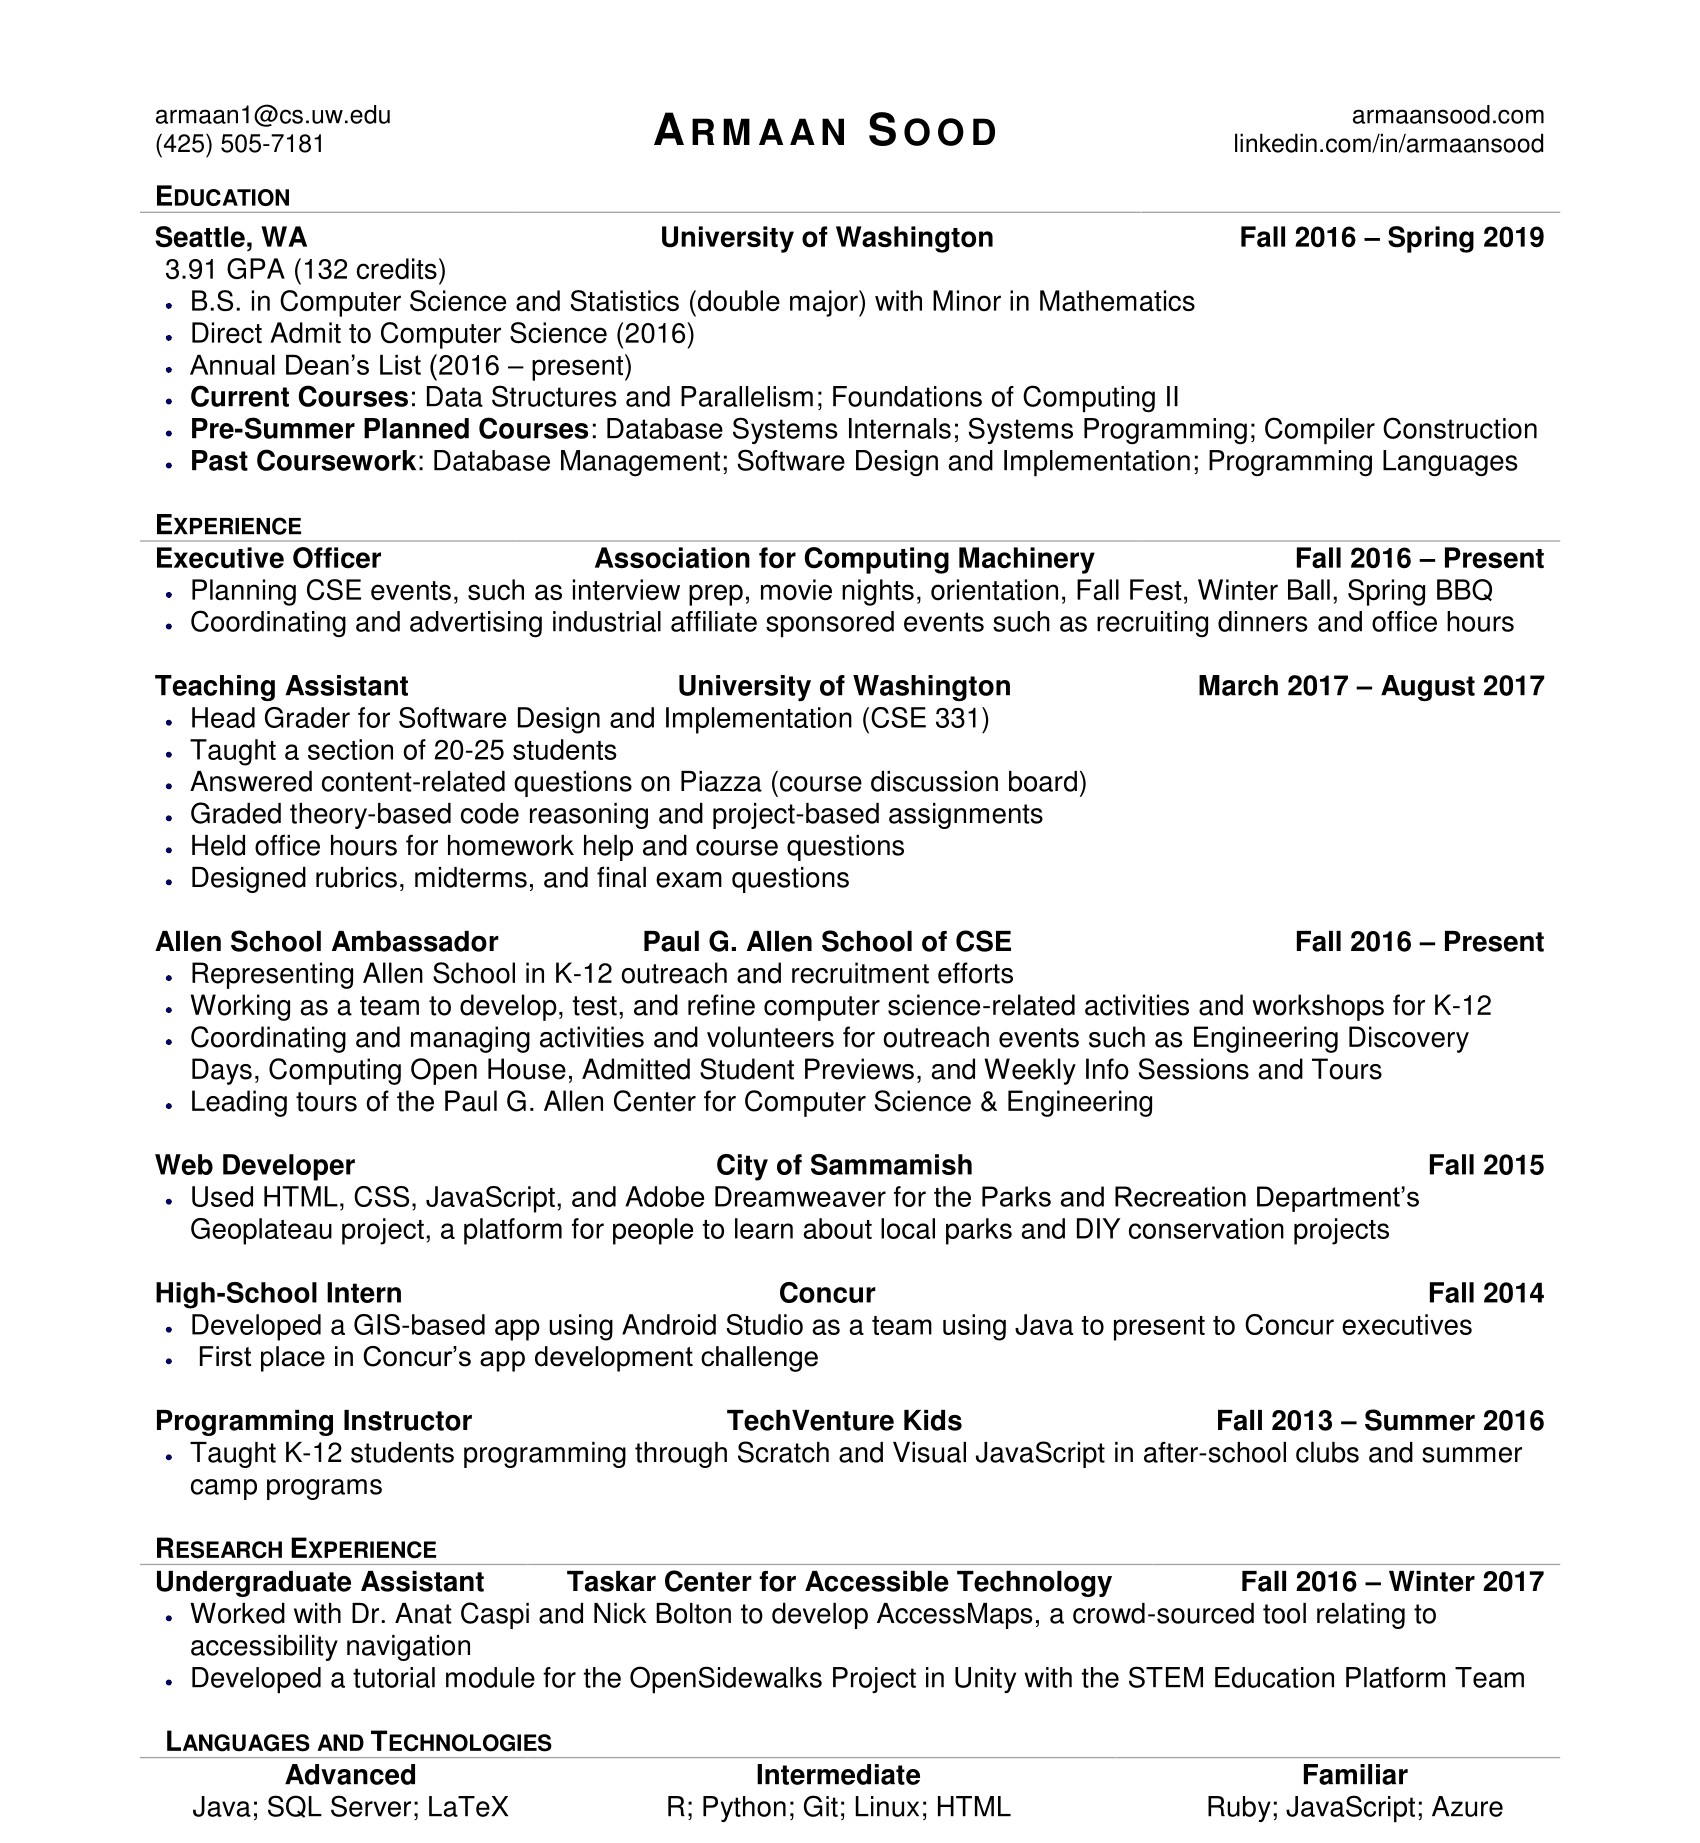 armaan1@cs.uw.edu
(425) 505-7181
ARMAAN SOOD
armaansood.com
linkedin.com/in/armaansood
EDUCATION
Seattle, WA University of Washington Fall 2016 – Spring 2019
3.91 GPA (132 credits)
• B.S. in Computer Science and Statistics (double major) with Minor in Mathematics
• Direct Admit to Computer Science (2016)
• Annual Dean’s List (2016 – present)
• Current Courses: Data Structures and Parallelism; Foundations of Computing II
• Pre-Summer Planned Courses: Database Systems Internals; Systems Programming; Compiler Construction
• Past Coursework: Database Management; Software Design and Implementation; Programming Languages
EXPERIENCE
Executive Officer Association for Computing Machinery Fall 2016 – Present
• Planning CSE events, such as interview prep, movie nights, orientation, Fall Fest, Winter Ball, Spring BBQ
• Coordinating and advertising industrial affiliate sponsored events such as recruiting dinners and office hours
Teaching Assistant University of Washington March 2017 – August 2017
• Head Grader for Software Design and Implementation (CSE 331)
• Taught a section of 20-25 students
• Answered content-related questions on Piazza (course discussion board)
• Graded theory-based code reasoning and project-based assignments
• Held office hours for homework help and course questions
• Designed rubrics, midterms, and final exam questions
Allen School Ambassador Paul G. Allen School of CSE Fall 2016 – Present
• Representing Allen School in K-12 outreach and recruitment efforts
• Working as a team to develop, test, and refine computer science-related activities and workshops for K-12
• Coordinating and managing activities and volunteers for outreach events such as Engineering Discovery
Days, Computing Open House, Admitted Student Previews, and Weekly Info Sessions and Tours
• Leading tours of the Paul G. Allen Center for Computer Science & Engineering
Web Developer City of Sammamish Fall 2015
• Used HTML, CSS, JavaScript, and Adobe Dreamweaver for the Parks and Recreation Department’s
Geoplateau project, a platform for people to learn about local parks and DIY conservation projects
High-School Intern Concur Fall 2014
• Developed a GIS-based app using Android Studio as a team using Java to present to Concur executives
• First place in Concur’s app development challenge
Programming Instructor TechVenture Kids Fall 2013 – Summer 2016
• Taught K-12 students programming through Scratch and Visual JavaScript in after-school clubs and summer
camp programs
RESEARCH EXPERIENCE
Undergraduate Assistant Taskar Center for Accessible Technology Fall 2016 – Winter 2017
• Worked with Dr. Anat Caspi and Nick Bolton to develop AccessMaps, a crowd-sourced tool relating to
accessibility navigation
• Developed a tutorial module for the OpenSidewalks Project in Unity with the STEM Education Platform Team
LANGUAGES AND TECHNOLOGIES
Advanced Intermediate Familiar
Java; SQL Server; LaTeX R; Python; Git; Linux; HTML Ruby; JavaScript; Azure